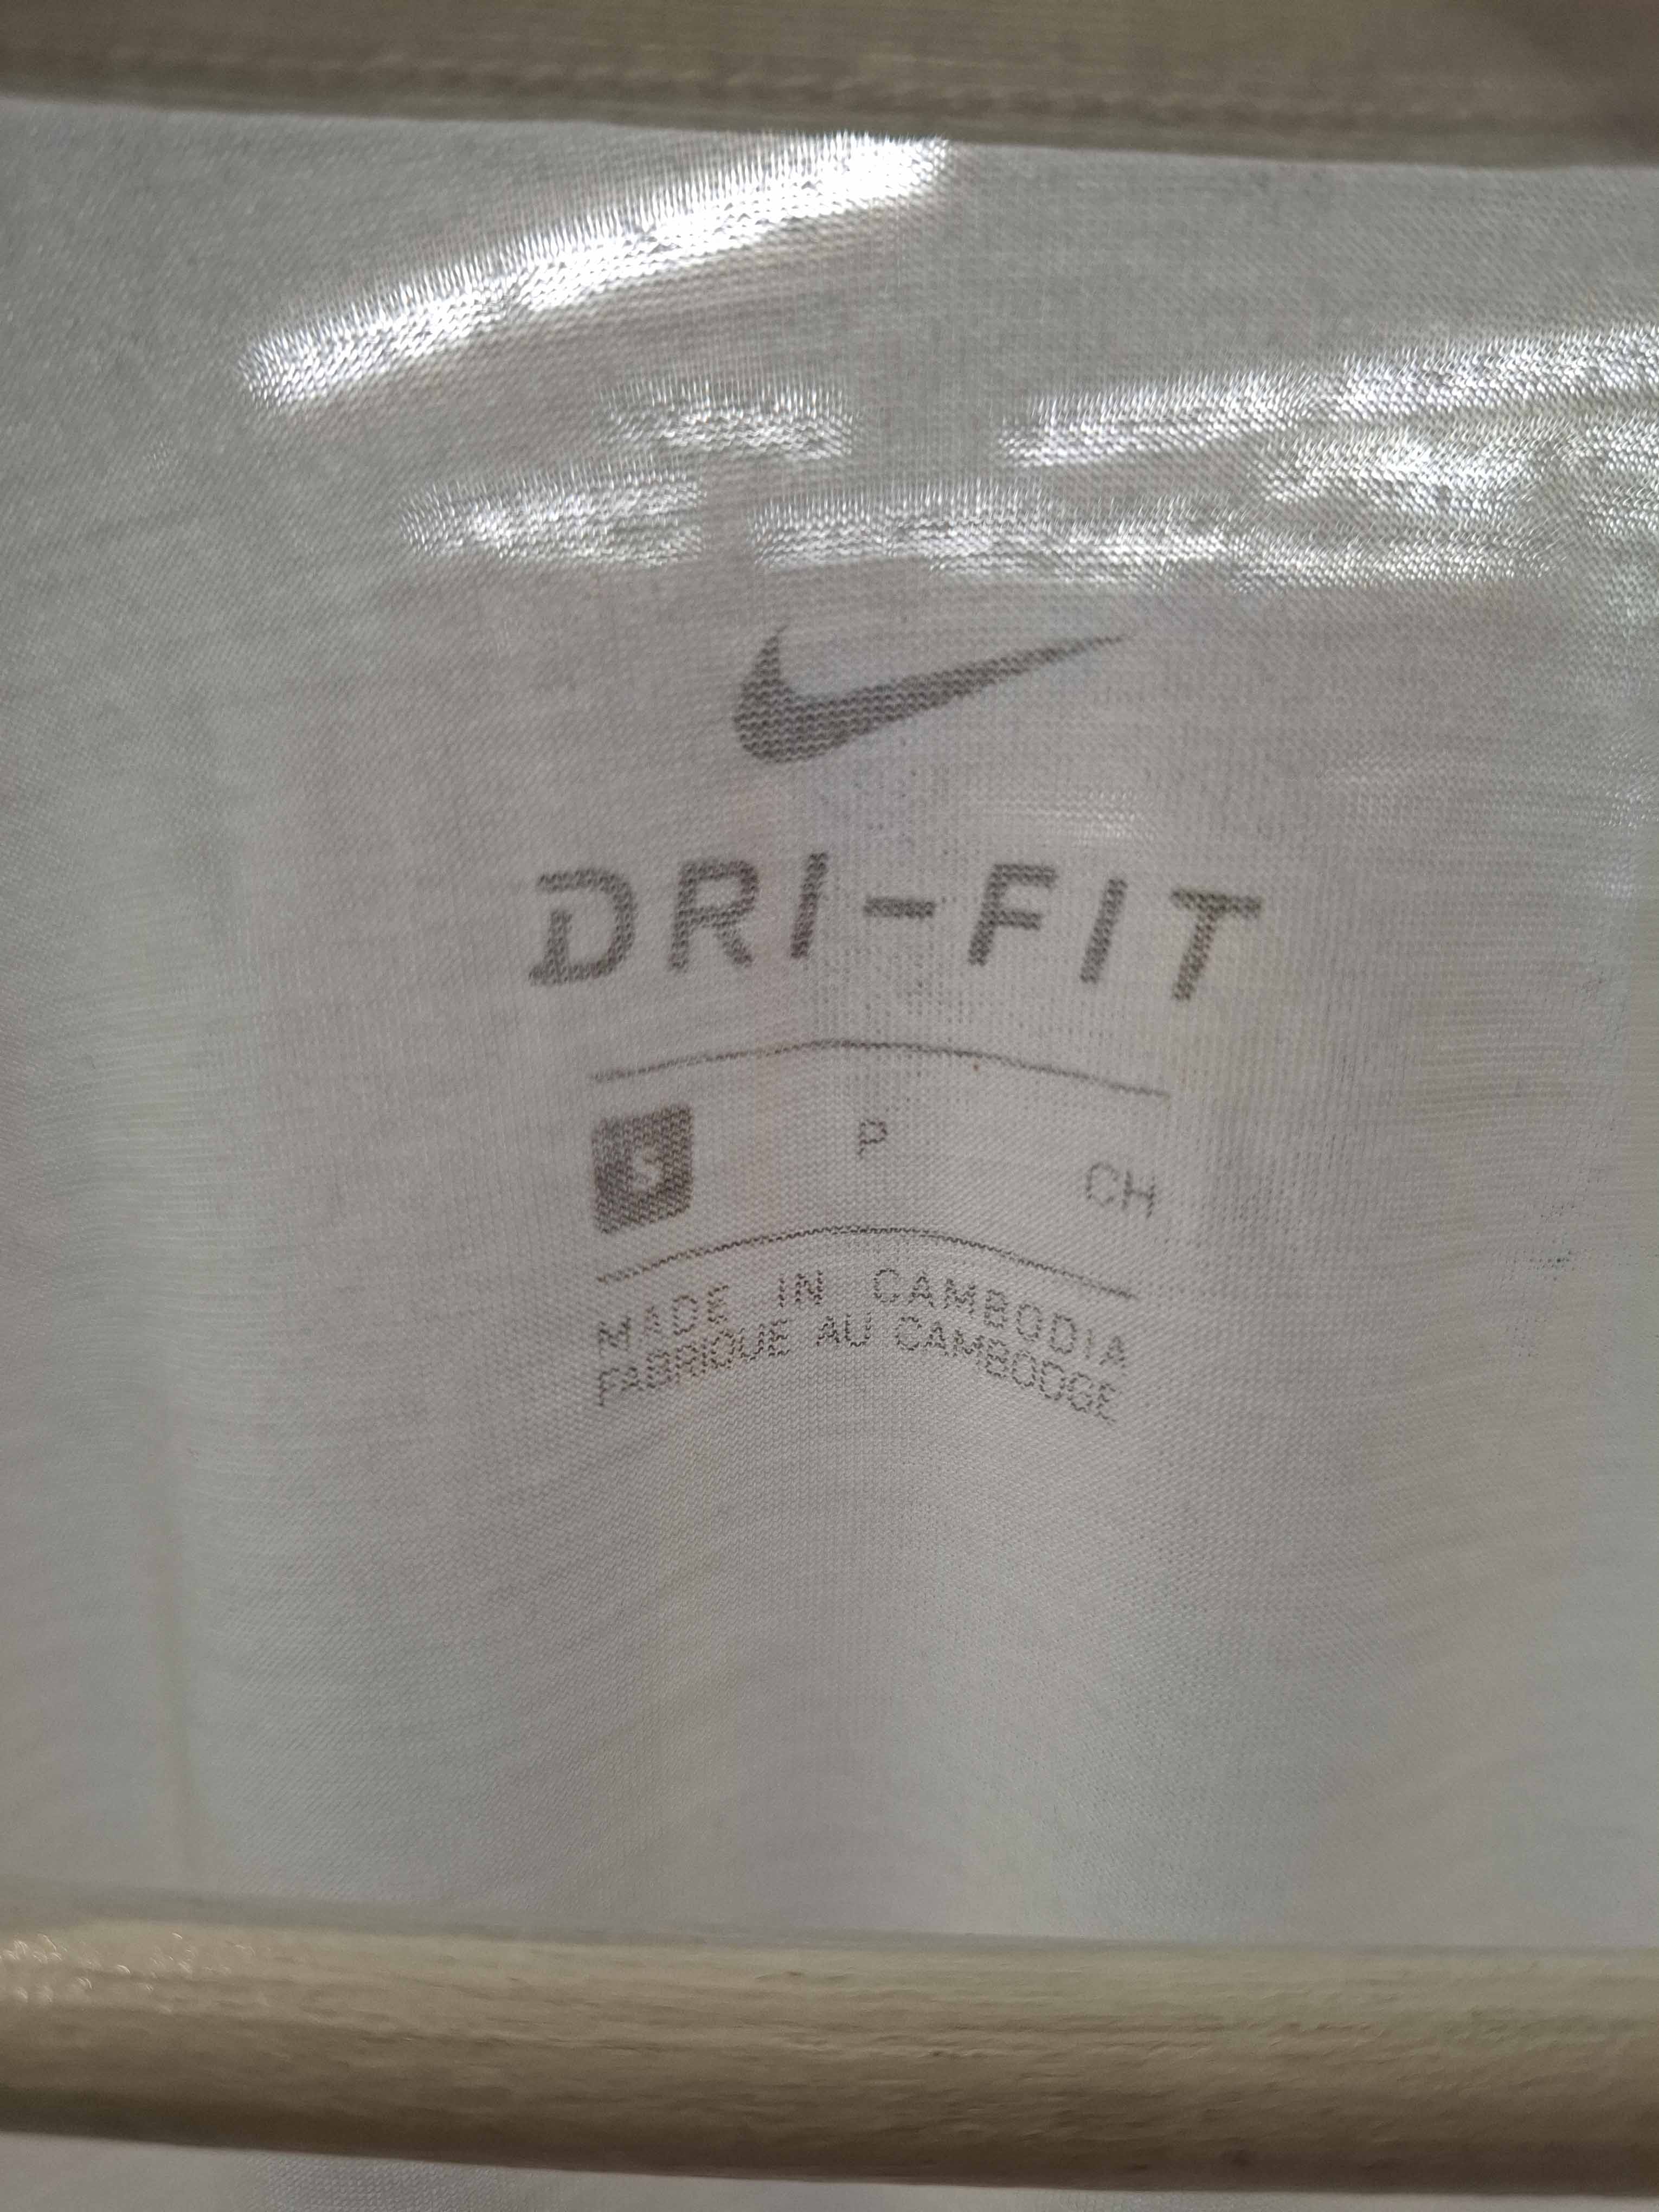 DRI-FIT
S P CH
MADE IN CAMBODIA
FABRIQUE AU CAMBODGE